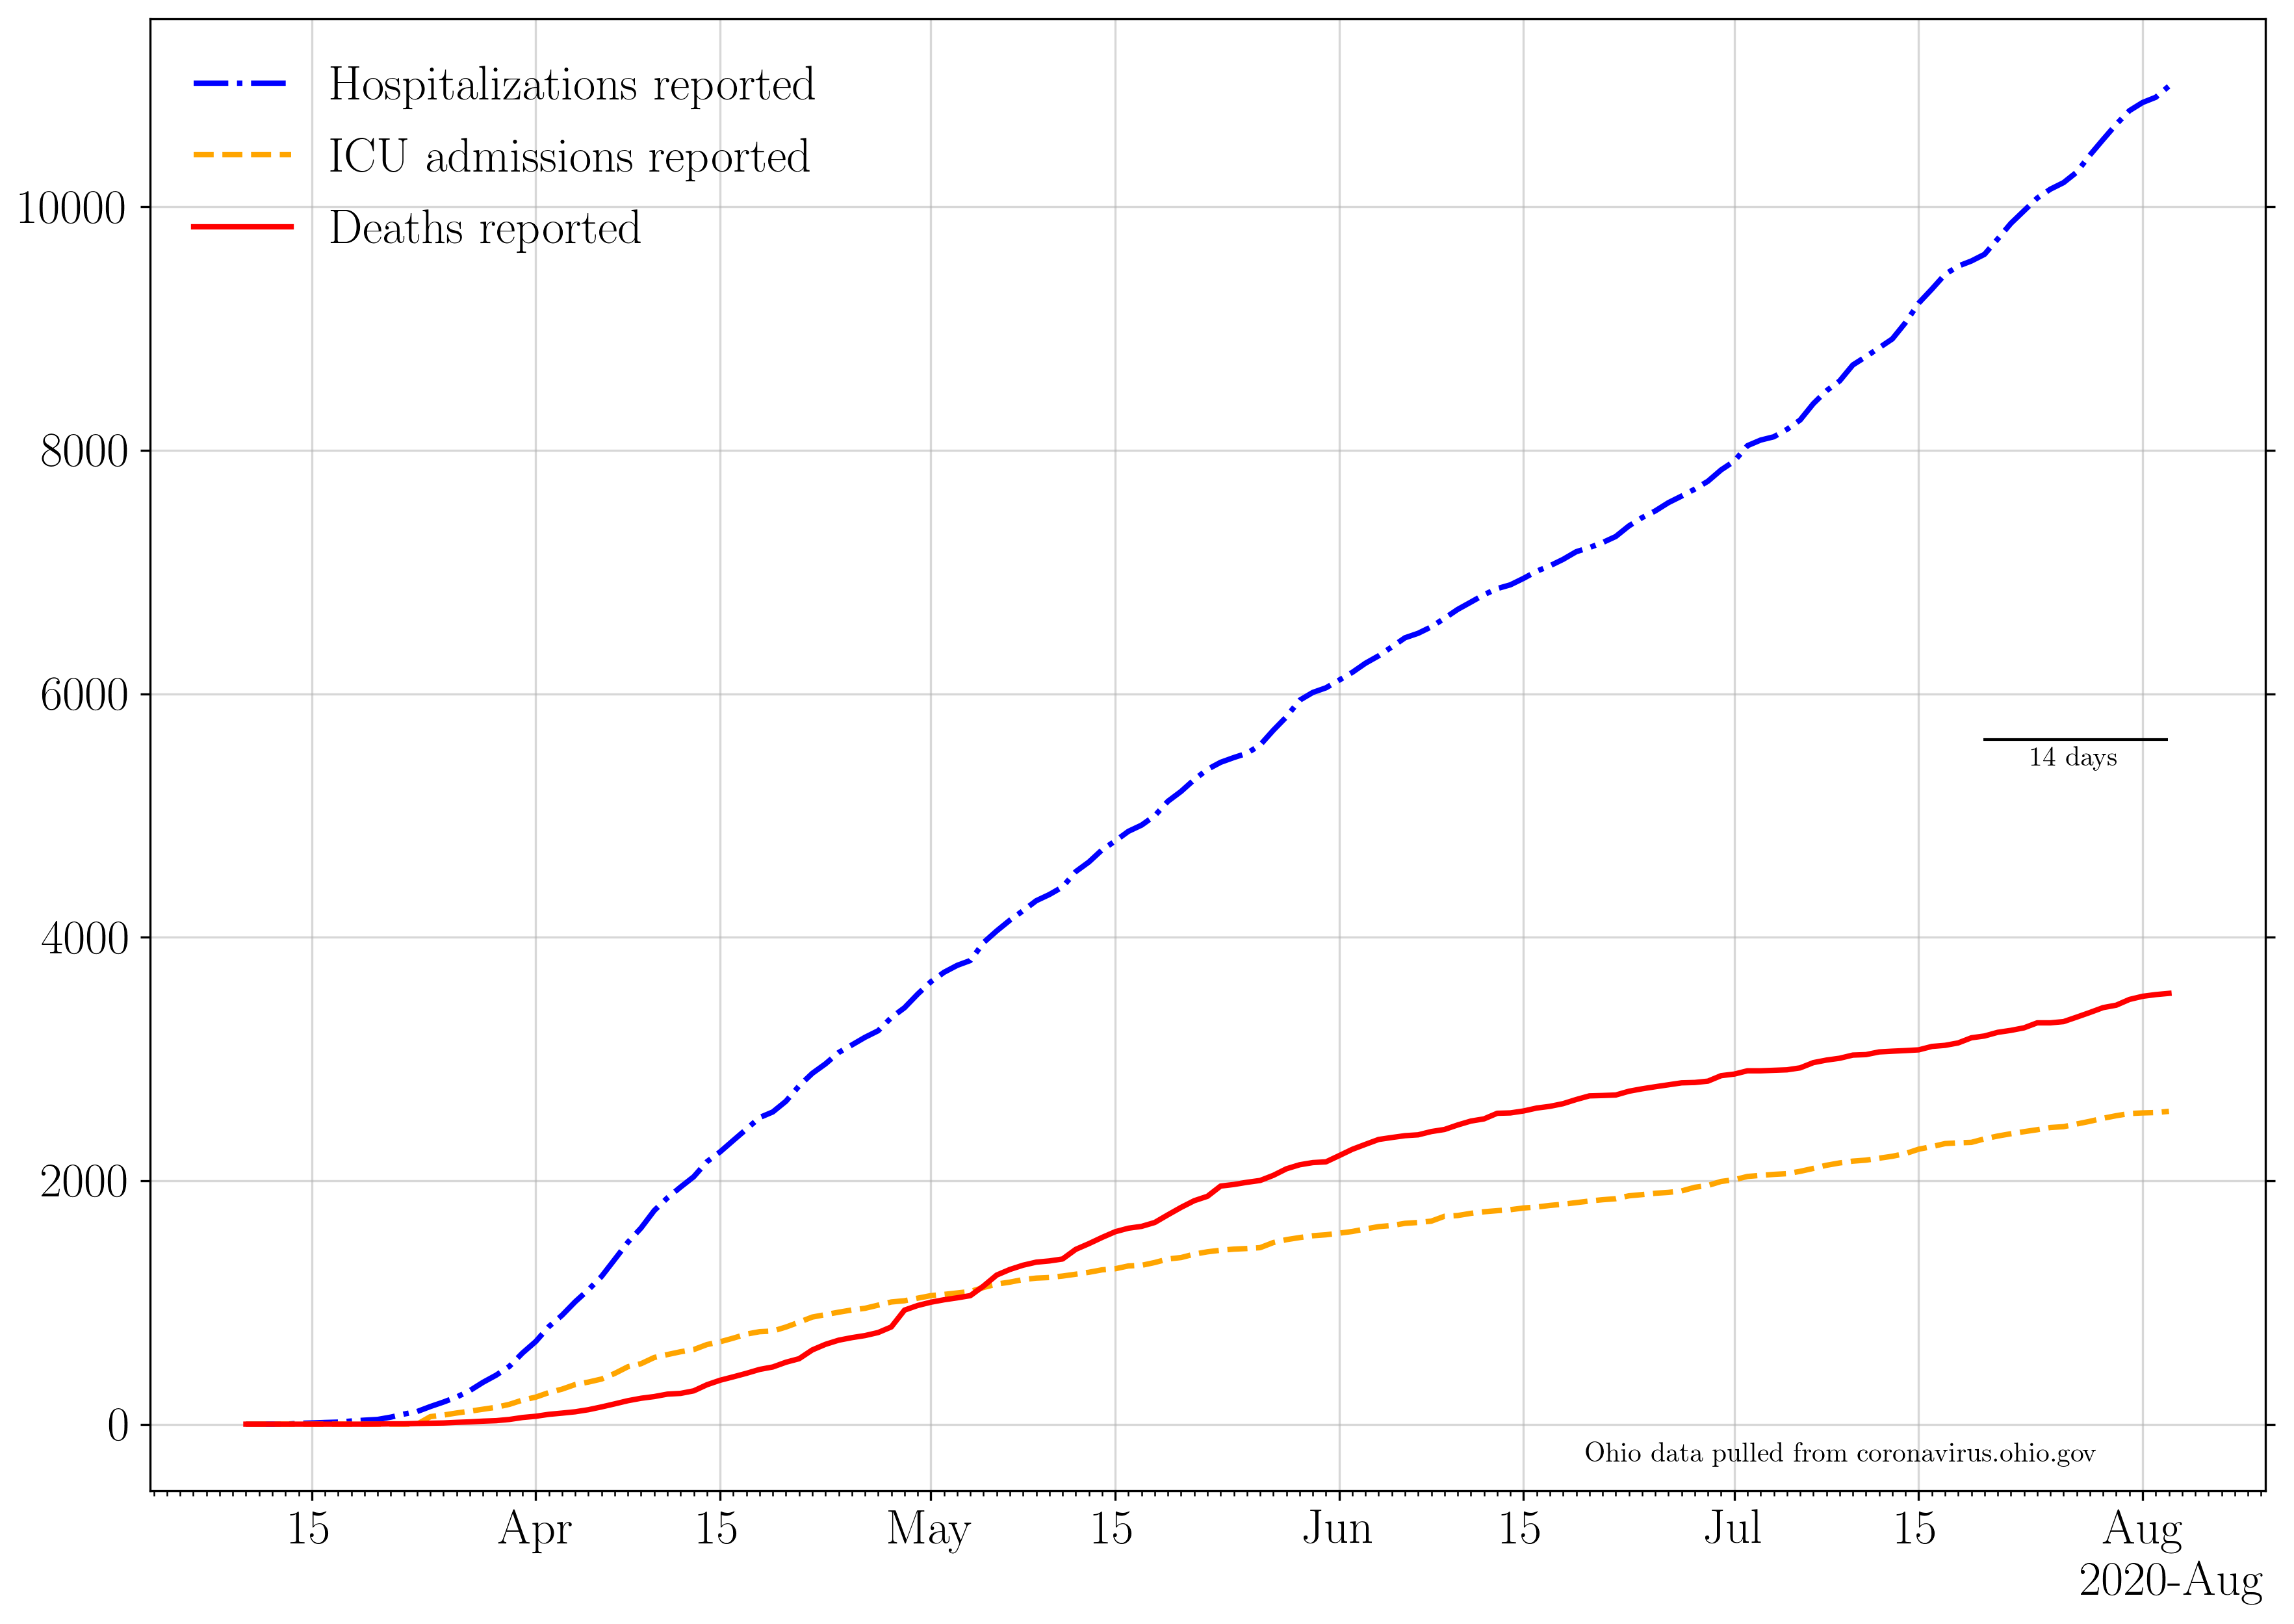 Hospitalizations reported
ICU admissions reported
Deaths reported
10000
8000
6000
4000
2000
0
14 days
Ohio data pulled from coronavirus.ohio.gov
15 Apr 15 May 15 Jun 15 Jul 15 Aug
2020-Aug